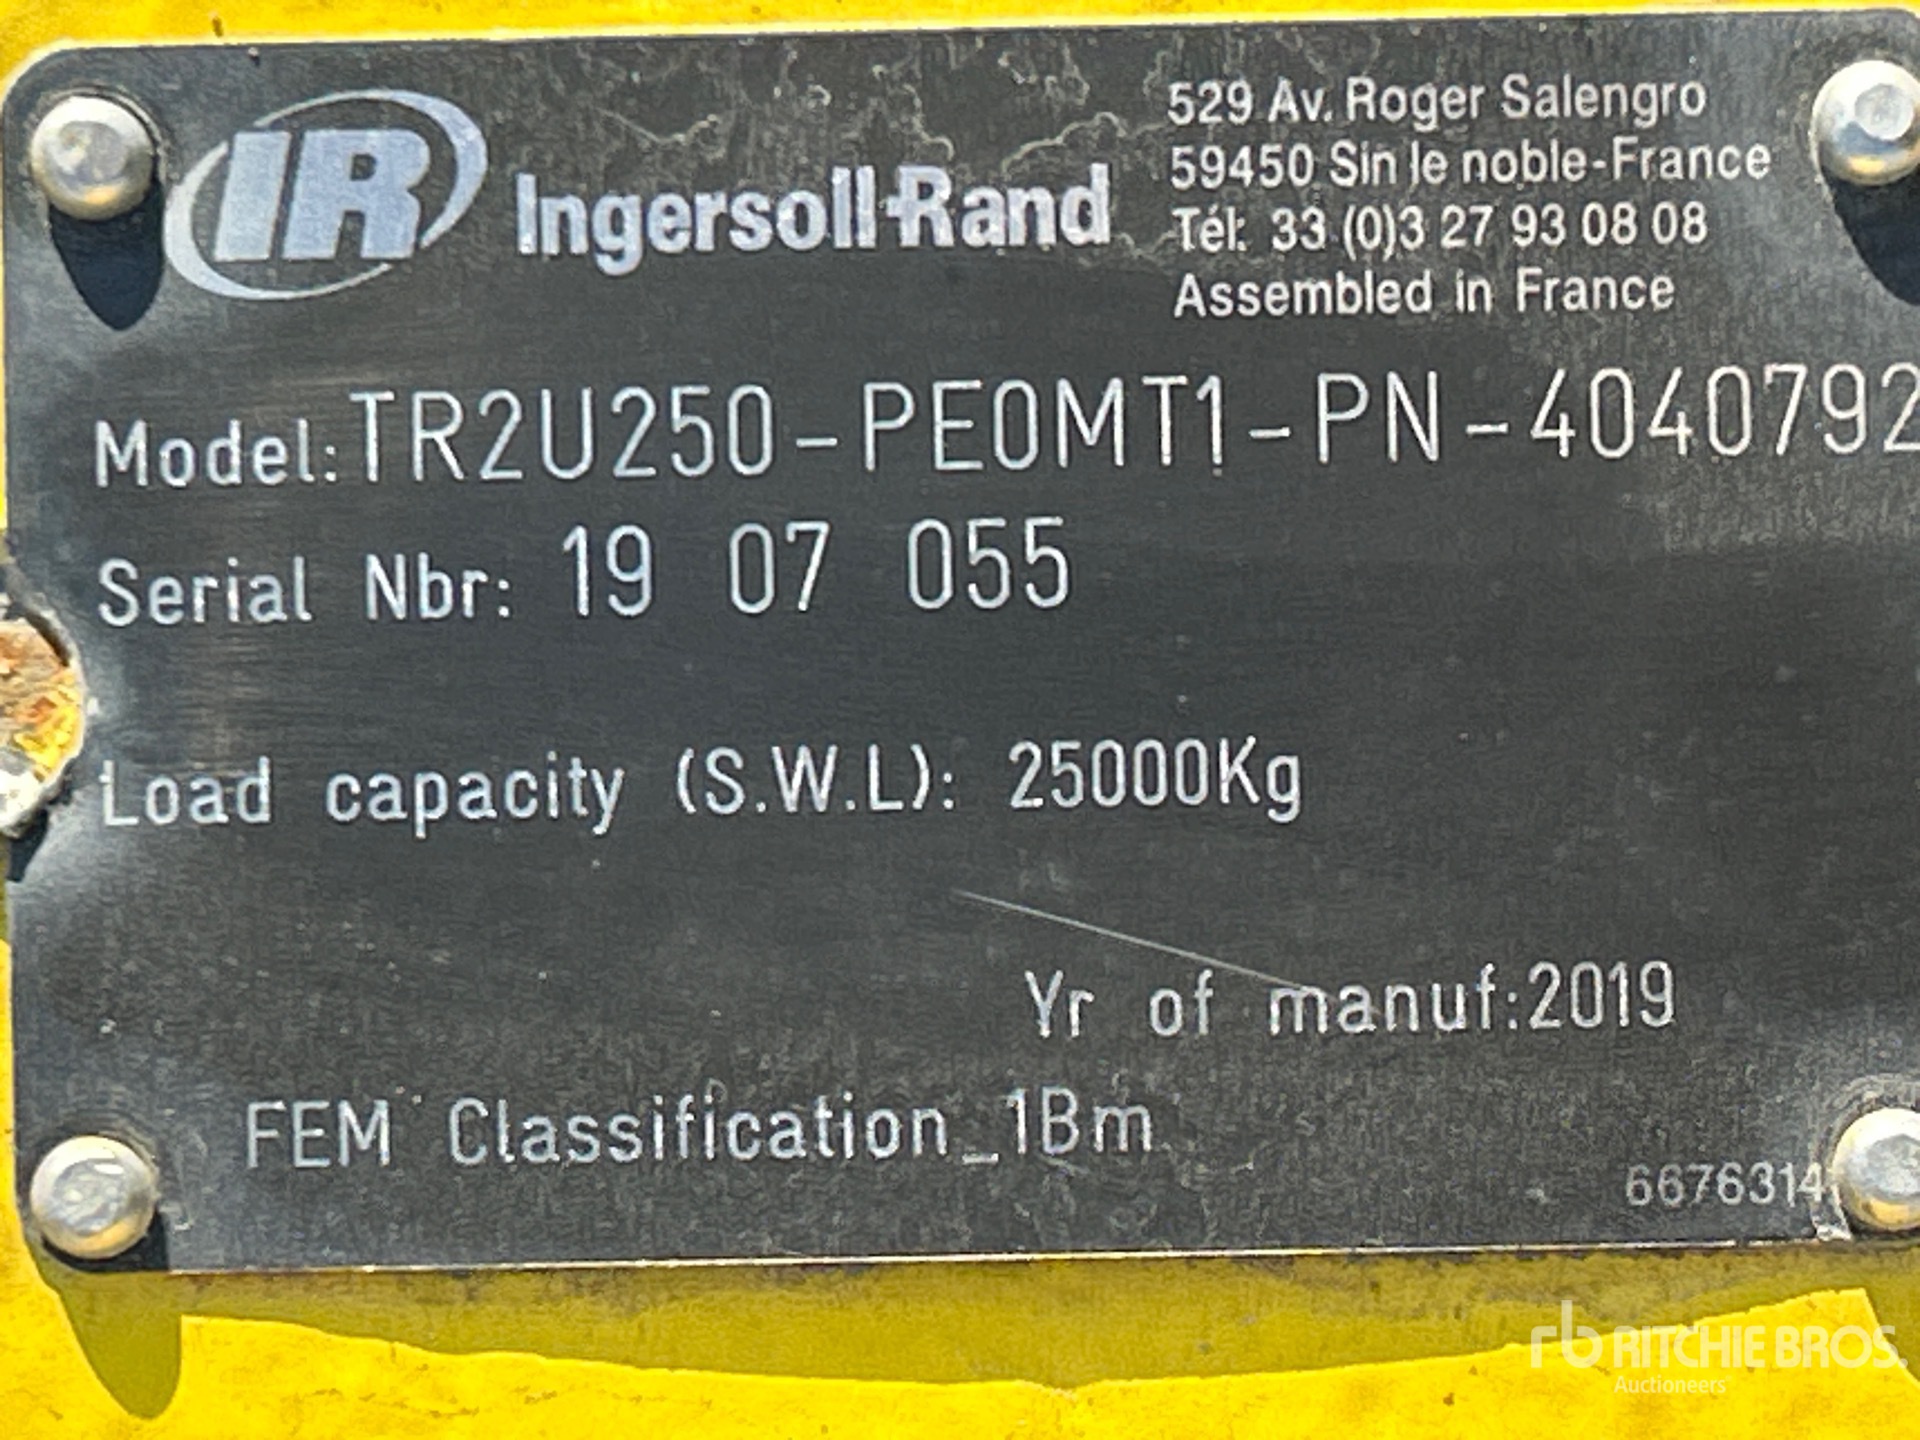 IR Ingersoll-Rand
529 Av. Roger Salengro
59450 Sin le noble-France
Tél: 33 (0)3 27 93 08 08
Assembled in France
Model: TR2U250-PE0MT1-PN-4040792
Serial Nbr: 19 07 055
Load capacity (S.W.L): 25000Kg
Yr of manuf:2019
FEM Classification_1Bm
6676314
rb RITCHIE BROS.
Auctioneers